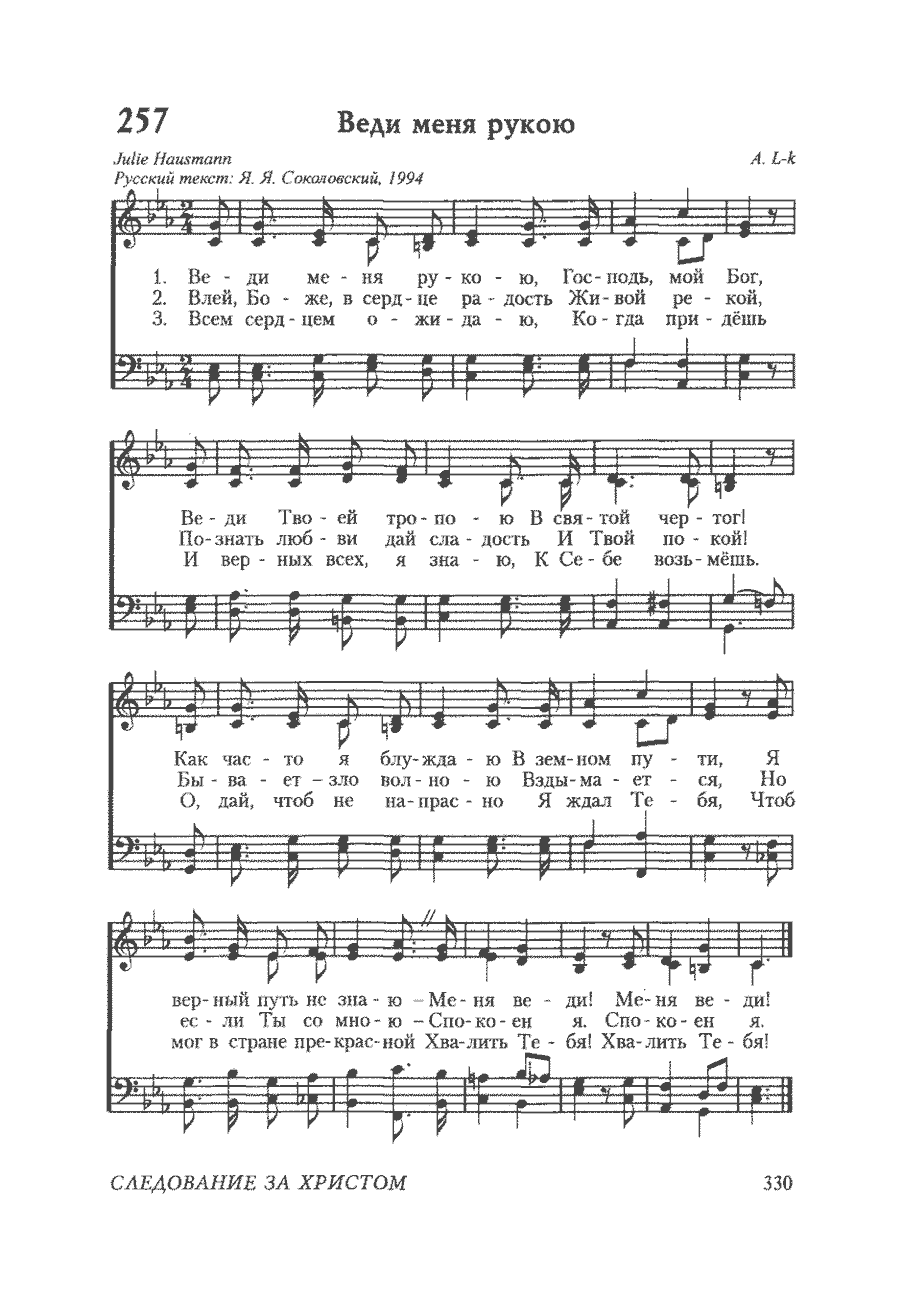 257
Веди меня рукою
Julie Hausmann
A. L-k
Русский текст: Я. Я. Соколовский, 1994
1. Ве - ди ме - ня ру - ко - ю, Гос - подь, мой Бог,
2. Влей, Бо - же, в серд - це ра - дость Жи - вой ре - кой,
3. Всем серд - цем о - жи - да - ю, Ко - гда при - дёшь
Ве - ди Тво - ей тро - по - ю В свя - той чер - тог!
По - знать люб - ви дай сла - дость И Твой по - кой!
И вер - ных всех, я зна - ю, К Се - бе возь - мёшь.
Как час - то я блу - жда - ю В зем - ном пу - ти, Я
Бы - ва - ет – зло вол - но - ю Взды - ма - ет - ся, Но
О, дай, чтоб не на - прас - но Я ждал Те - бя, Чтоб
вер - ный путь не зна - ю – Ме - ня ве - ди! Ме - ня ве - ди!
ес - ли Ты со мно - ю – Спо - ко - ен я. Спо - ко - ен я.
мог в стране пре - крас - ной Хва - лить Те - бя! Хва - лить Те - бя!
СЛЕДОВАНИЕ ЗА ХРИСТОМ
330